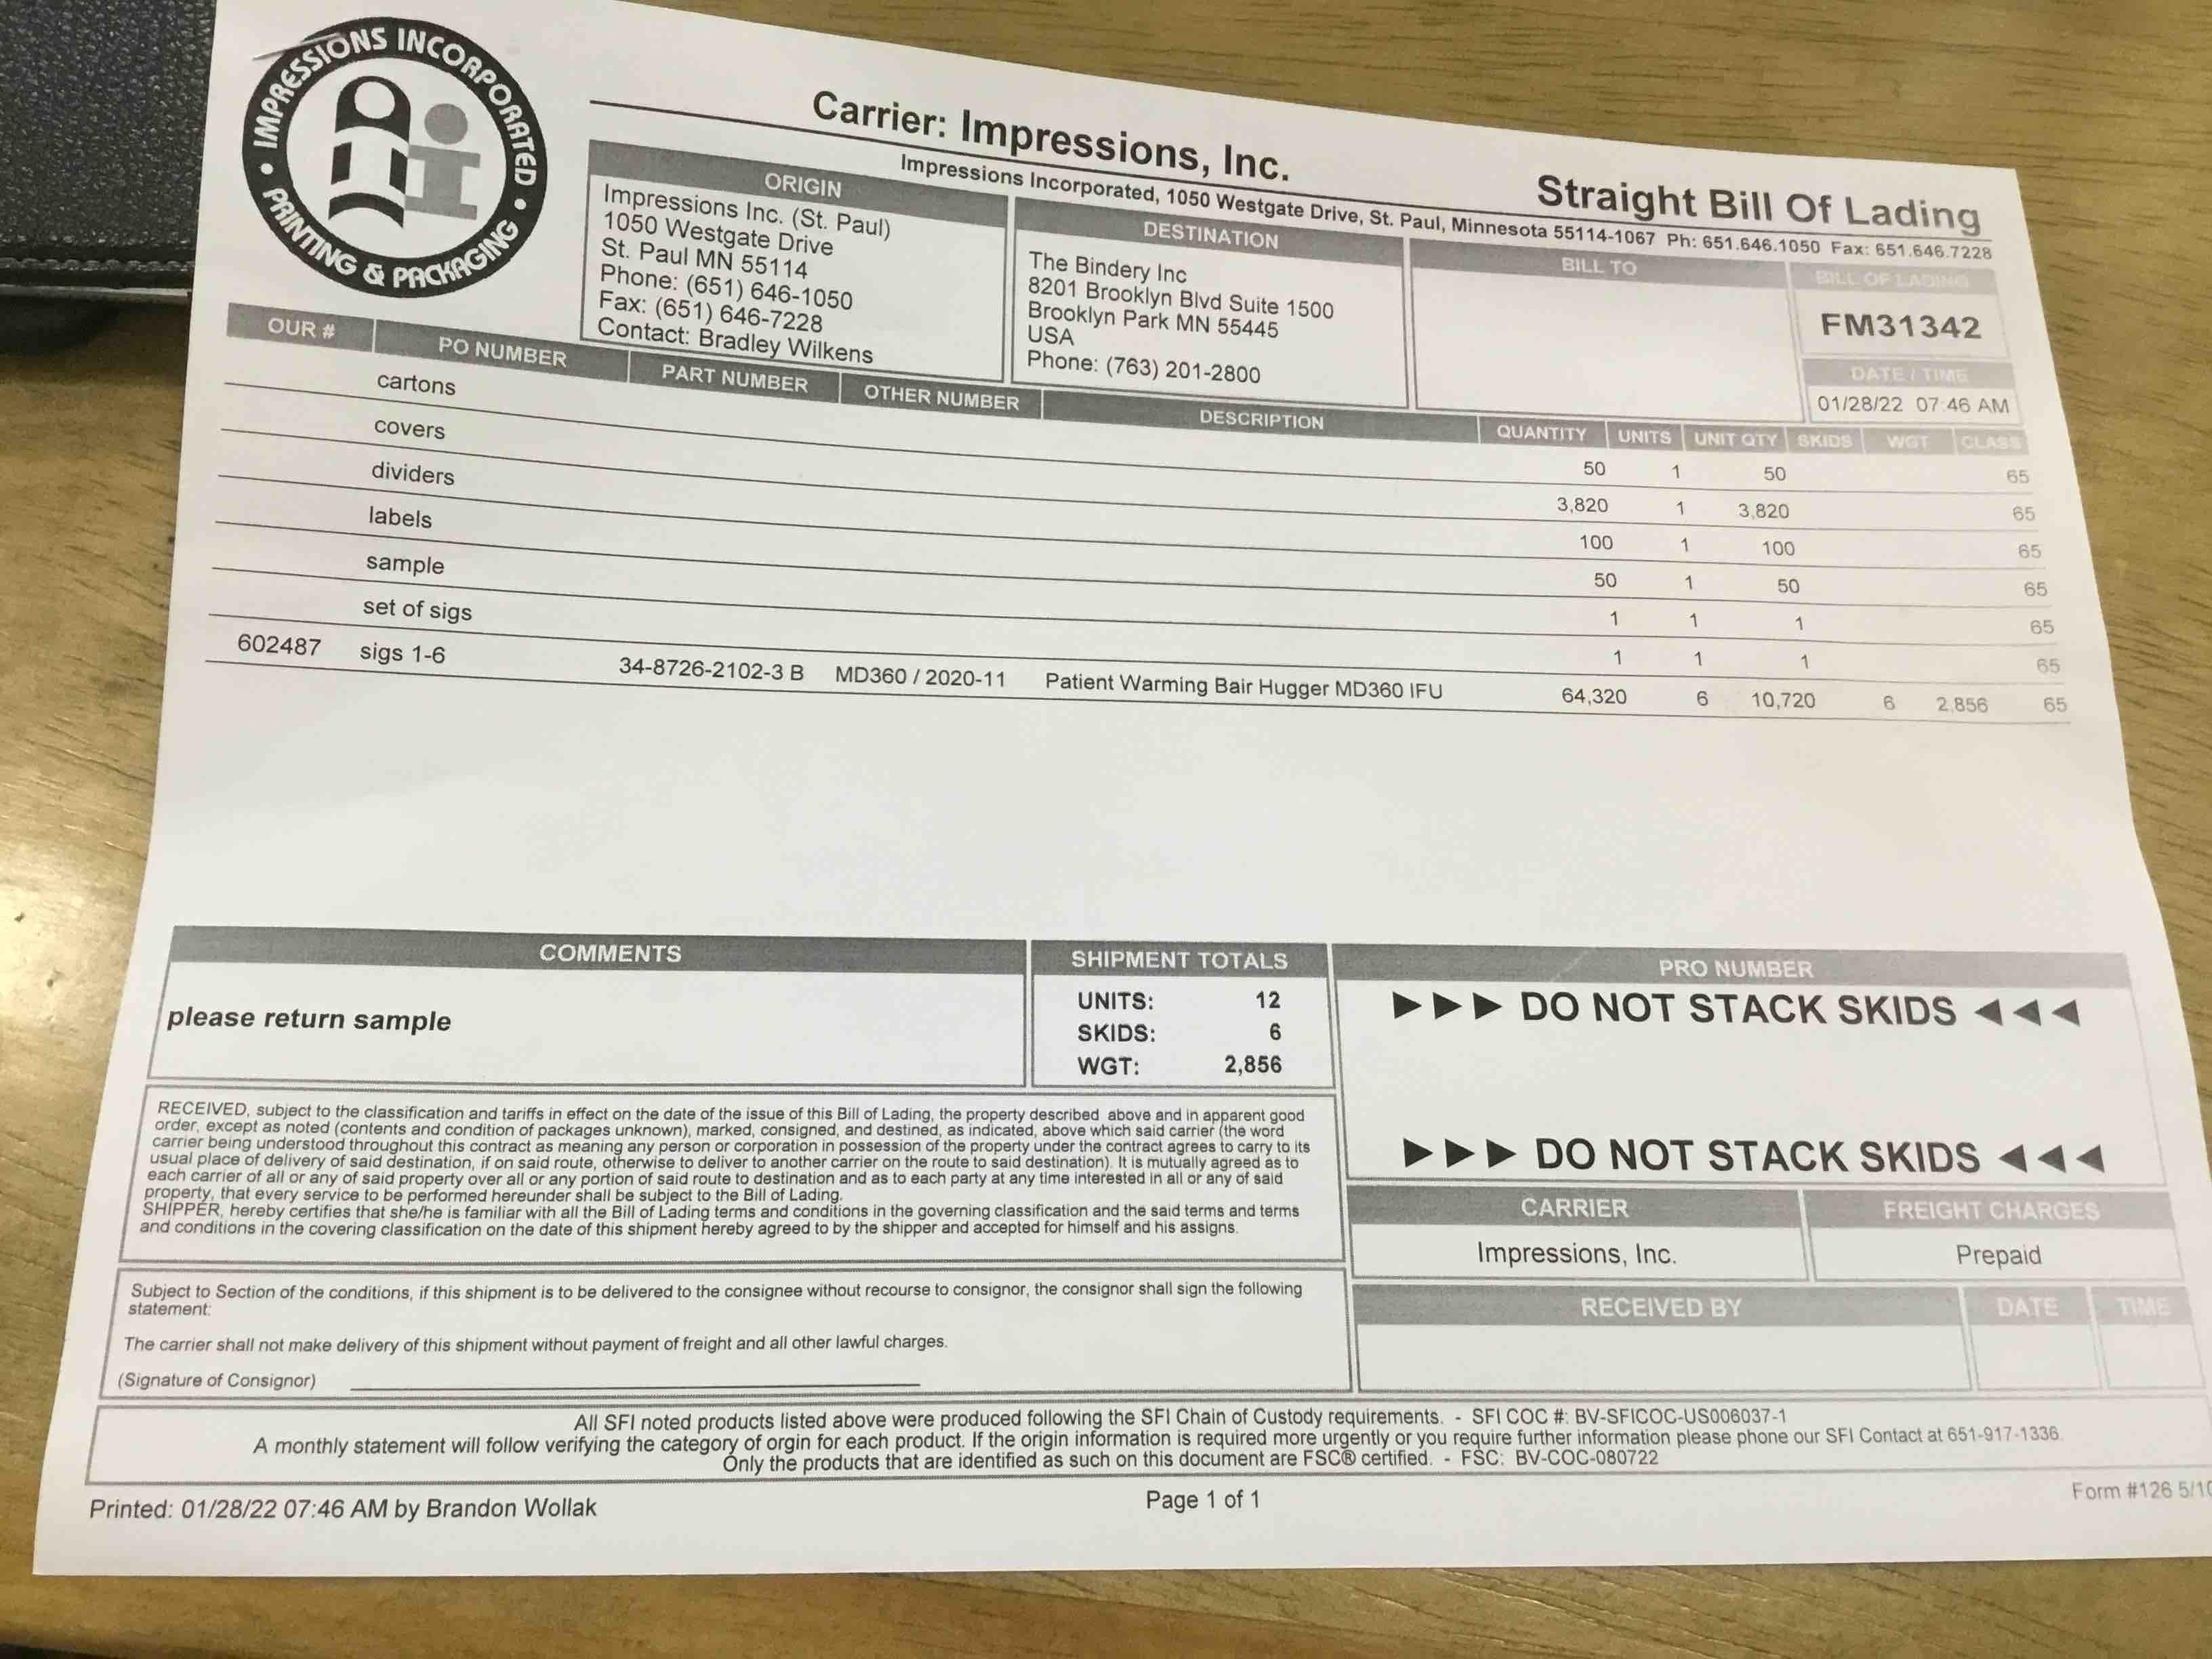 IMPRESSIONS INCORPORATED
PRINTING & PACKAGING
Carrier: Impressions, Inc.
Straight Bill Of Lading
Impressions Incorporated, 1050 Westgate Drive, St. Paul, Minnesota 55114-1067 Ph: 651.646.1050 Fax: 651.646.7228
ORIGIN
Impressions Inc. (St. Paul)
1050 Westgate Drive
St. Paul MN 55114
Phone: (651) 646-1050
Fax: (651) 646-7228
Contact: Bradley Wilkens
DESTINATION
The Bindery Inc
8201 Brooklyn Blvd Suite 1500
Brooklyn Park MN 55445
USA
Phone: (763) 201-2800
BILL TO
BILL OF LADING
FM31342
DATE / TIME
01/28/22 07:46 AM
OUR # PO NUMBER PART NUMBER OTHER NUMBER DESCRIPTION QUANTITY UNITS UNIT QTY SKIDS WGT CLASS
cartons 50 1 50 65
covers 3,820 1 3,820 65
dividers 100 1 100 65
labels 50 1 50 65
sample 1 1 1 65
set of sigs 1 1 1 65
602487 sigs 1-6 34-8726-2102-3 B MD360 / 2020-11 Patient Warming Bair Hugger MD360 IFU 64,320 6 10,720 6 2,856 65
COMMENTS
please return sample
SHIPMENT TOTALS
UNITS: 12
SKIDS: 6
WGT: 2,856
PRO NUMBER
▶▶▶ DO NOT STACK SKIDS ◀◀◀
▶▶▶ DO NOT STACK SKIDS ◀◀◀
RECEIVED, subject to the classification and tariffs in effect on the date of the issue of this Bill of Lading, the property described above and in apparent good
order, except as noted (contents and condition of packages unknown), marked, consigned, and destined, as indicated, above which said carrier (the word
carrier being understood throughout this contract as meaning any person or corporation in possession of the property under the contract agrees to carry to its
usual place of delivery of said destination, if on said route, otherwise to deliver to another carrier on the route to said destination). It is mutually agreed as to
each carrier of all or any of said property over all or any portion of said route to destination and as to each party at any time interested in all or any of said
property, that every service to be performed hereunder shall be subject to the Bill of Lading.
SHIPPER, hereby certifies that she/he is familiar with all the Bill of Lading terms and conditions in the governing classification and the said terms and terms
and conditions in the covering classification on the date of this shipment hereby agreed to by the shipper and accepted for himself and his assigns.
CARRIER
Impressions, Inc.
FREIGHT CHARGES
Prepaid
Subject to Section of the conditions, if this shipment is to be delivered to the consignee without recourse to consignor, the consignor shall sign the following
statement:
The carrier shall not make delivery of this shipment without payment of freight and all other lawful charges.
(Signature of Consignor)
RECEIVED BY DATE TIME
All SFI noted products listed above were produced following the SFI Chain of Custody requirements. - SFI COC #: BV-SFICOC-US006037-1
A monthly statement will follow verifying the category of orgin for each product. If the origin information is required more urgently or you require further information please phone our SFI Contact at 651-917-1336.
Only the products that are identified as such on this document are FSC® certified. - FSC: BV-COC-080722
Printed: 01/28/22 07:46 AM by Brandon Wollak
Page 1 of 1
Form #126 5/10